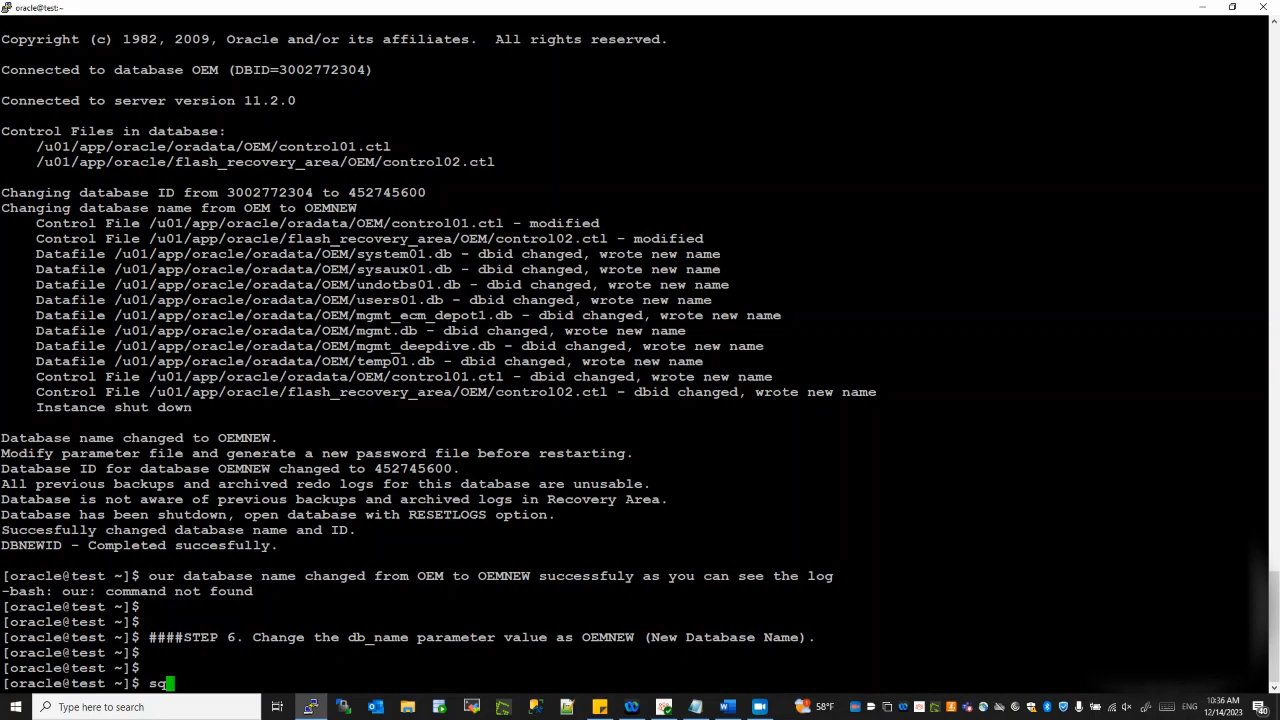 oracle@test:~
Copyright (c) 1982, 2009, Oracle and/or its affiliates.  All rights reserved.
Connected to database OEM (DBID=3002772304)
Connected to server version 11.2.0
Control Files in database:
    /u01/app/oracle/oradata/OEM/control01.ctl
    /u01/app/oracle/flash_recovery_area/OEM/control02.ctl
Changing database ID from 3002772304 to 452745600
Changing database name from OEM to OEMNEW
    Control File /u01/app/oracle/oradata/OEM/control01.ctl - modified
    Control File /u01/app/oracle/flash_recovery_area/OEM/control02.ctl - modified
    Datafile /u01/app/oracle/oradata/OEM/system01.db - dbid changed, wrote new name
    Datafile /u01/app/oracle/oradata/OEM/sysaux01.db - dbid changed, wrote new name
    Datafile /u01/app/oracle/oradata/OEM/undotbs01.db - dbid changed, wrote new name
    Datafile /u01/app/oracle/oradata/OEM/users01.db - dbid changed, wrote new name
    Datafile /u01/app/oracle/oradata/OEM/mgmt_ecm_depot1.db - dbid changed, wrote new name
    Datafile /u01/app/oracle/oradata/OEM/mgmt.db - dbid changed, wrote new name
    Datafile /u01/app/oracle/oradata/OEM/mgmt_deepdive.db - dbid changed, wrote new name
    Datafile /u01/app/oracle/oradata/OEM/temp01.db - dbid changed, wrote new name
    Control File /u01/app/oracle/oradata/OEM/control01.ctl - dbid changed, wrote new name
    Control File /u01/app/oracle/flash_recovery_area/OEM/control02.ctl - dbid changed, wrote new name
    Instance shut down
Database name changed to OEMNEW.
Modify parameter file and generate a new password file before restarting.
Database ID for database OEMNEW changed to 452745600.
All previous backups and archived redo logs for this database are unusable.
Database is not aware of previous backups and archived logs in Recovery Area.
Database has been shutdown, open database with RESETLOGS option.
Succesfully changed database name and ID.
DBNEWID - Completed succesfully.
[oracle@test ~]$ our database name changed from OEM to OEMNEW successfuly as you can see the log
-bash: our: command not found
[oracle@test ~]$
[oracle@test ~]$
[oracle@test ~]$ ####STEP 6. Change the db_name parameter value as OEMNEW (New Database Name).
[oracle@test ~]$
[oracle@test ~]$
[oracle@test ~]$ sq
Type here to search
58°F
ENG
10:36 AM
12/14/2023
40